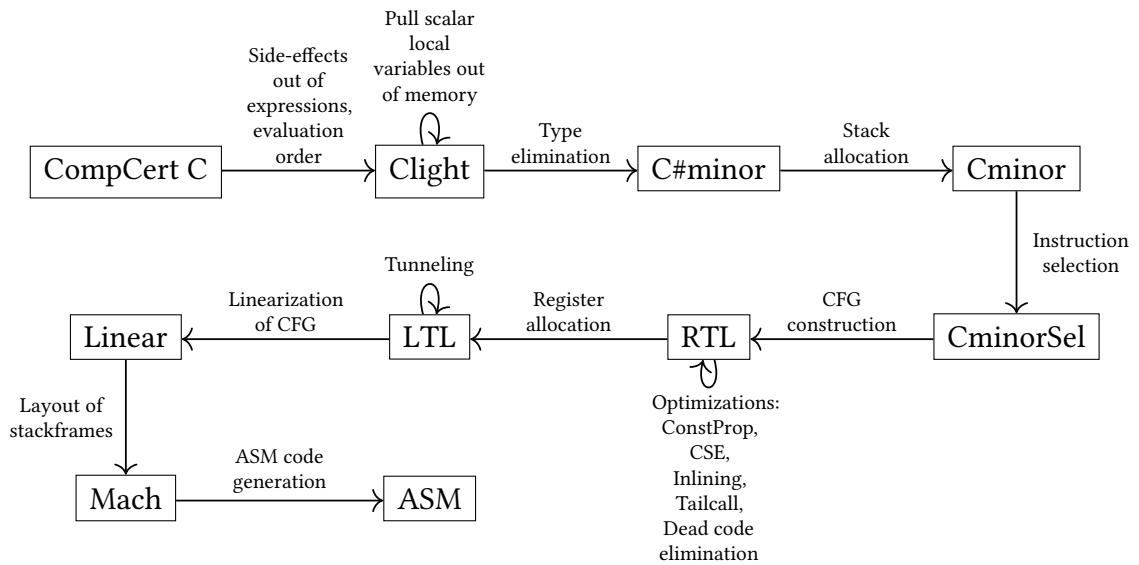 Pull scalar
local
variables out
of memory
Side-effects
out of
expressions,
evaluation
order
Type
elimination
Stack
allocation
CompCert C
Clight
C#minor
Cminor
Instruction
selection
Tunneling
Linearization
of CFG
Register
allocation
CFG
construction
Linear
LTL
RTL
CminorSel
Layout of
stackframes
Optimizations:
ConstProp,
CSE,
Inlining,
Tailcall,
Dead code
elimination
ASM code
generation
Mach
ASM